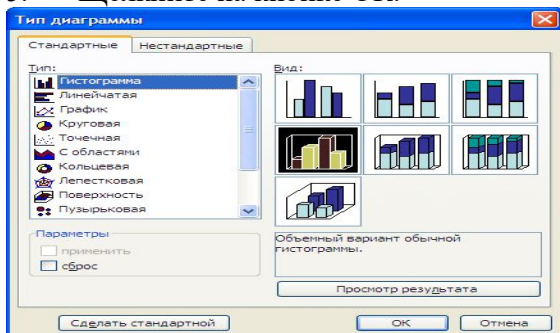 Тип диаграммы
Стандартные Нестандартные
Тип:
Гистограмма
Линейчатая
График
Круговая
Точечная
С областями
Кольцевая
Лепестковая
Поверхность
Пузырьковая
Вид:
Параметры
применить
сброс
Объемный вариант обычной
гистограммы.
Просмотр результата
Сделать стандартной
OK
Отмена